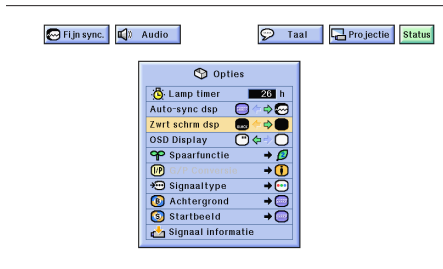 Fijn sync. Audio Taal Projectie Status
Opties
Lamp timer 26 h
Auto-sync dsp
Zwrt schrm dsp
OSD Display
Spaarfunctie
I/P
Signaaltype
Achtergrond
Startbeeld
Signaal informatie